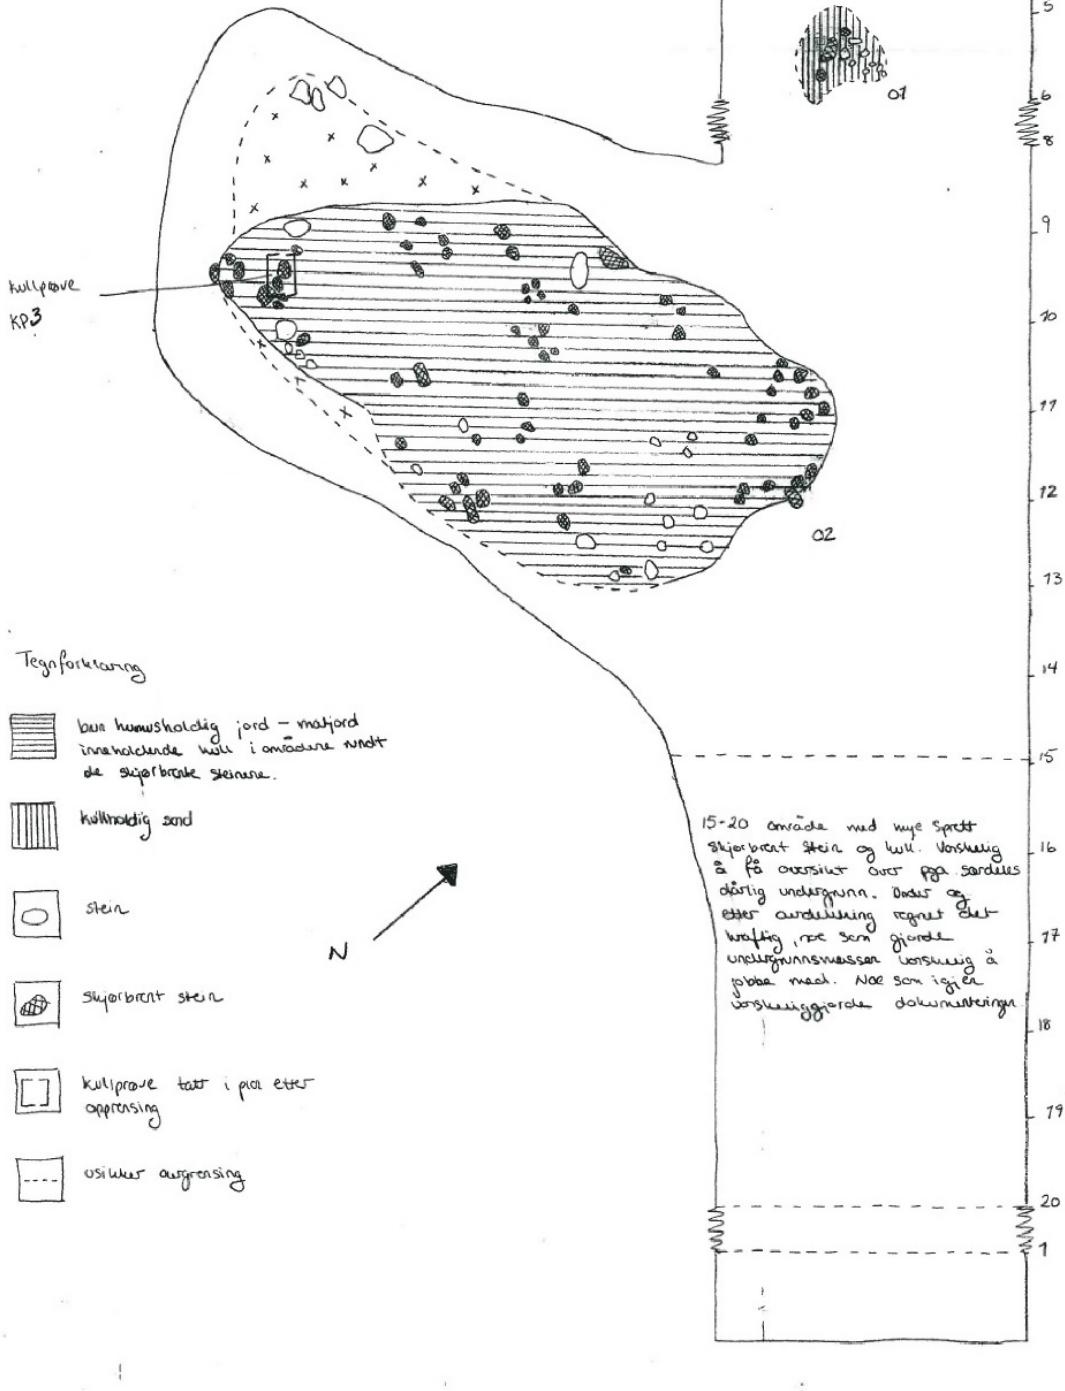 5
01
6
8
9
kullprøve
KP3
10
11
12
02
13
Tegnforklaring
14
brun humusholdig jord - matjord
inneholdende kull i områdene rundt
de skjørbrente steinene.
15
kullholdig sand
15-20 område med mye spredt
skjørbrent stein og kull. Vanskelig
å få oversikt over pga særdeles
dårlig undergrunn. Under og
etter avdekking regnet det
kraftig, noe som gjorde
undergrunnsmassen vanskelig å
jobbe med. Noe som igjen
vanskeliggjorde dokumenteringen
16
stein
17
N
skjørbrent stein
18
kullprøve tatt i plan etter
opprensing
19
usikker avgrensing
20
1